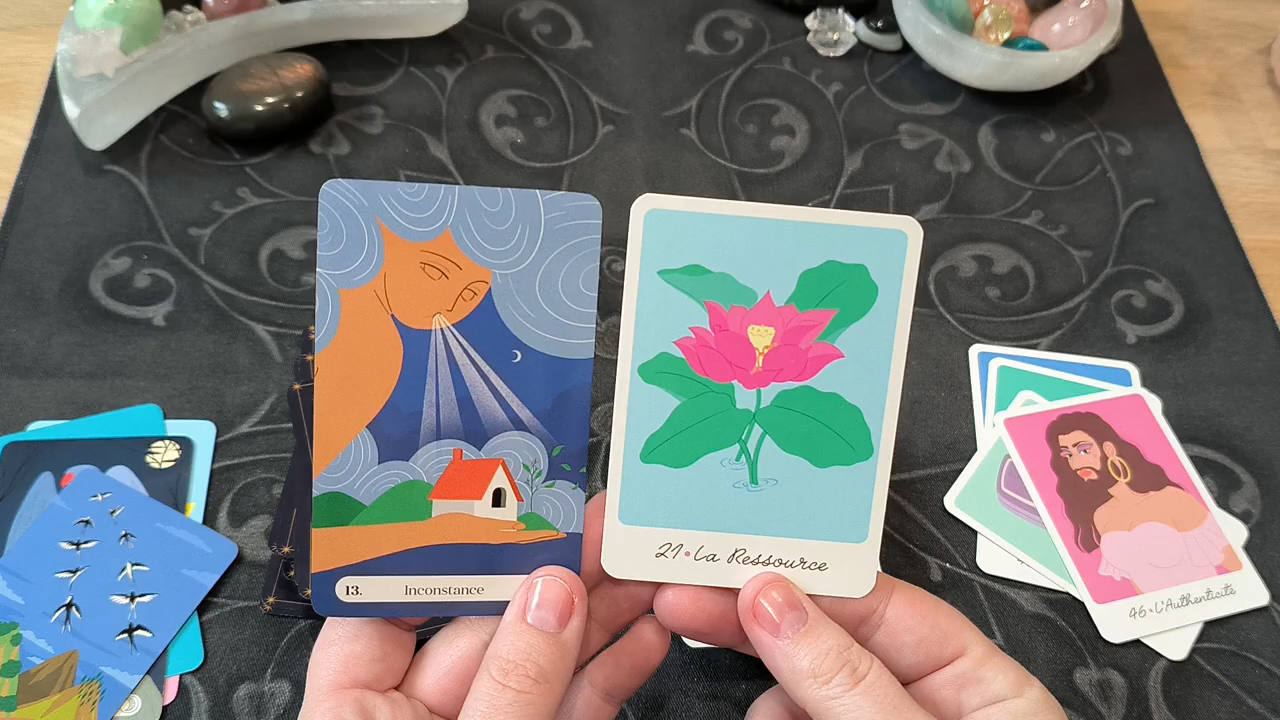 13. Inconstance
21 • La Ressource
46 • L'Authenticité